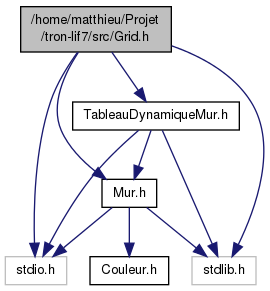 /home/matthieu/Projet
/tron-lif7/src/Grid.h
TableauDynamiqueMur.h
Mur.h
stdio.h
Couleur.h
stdlib.h